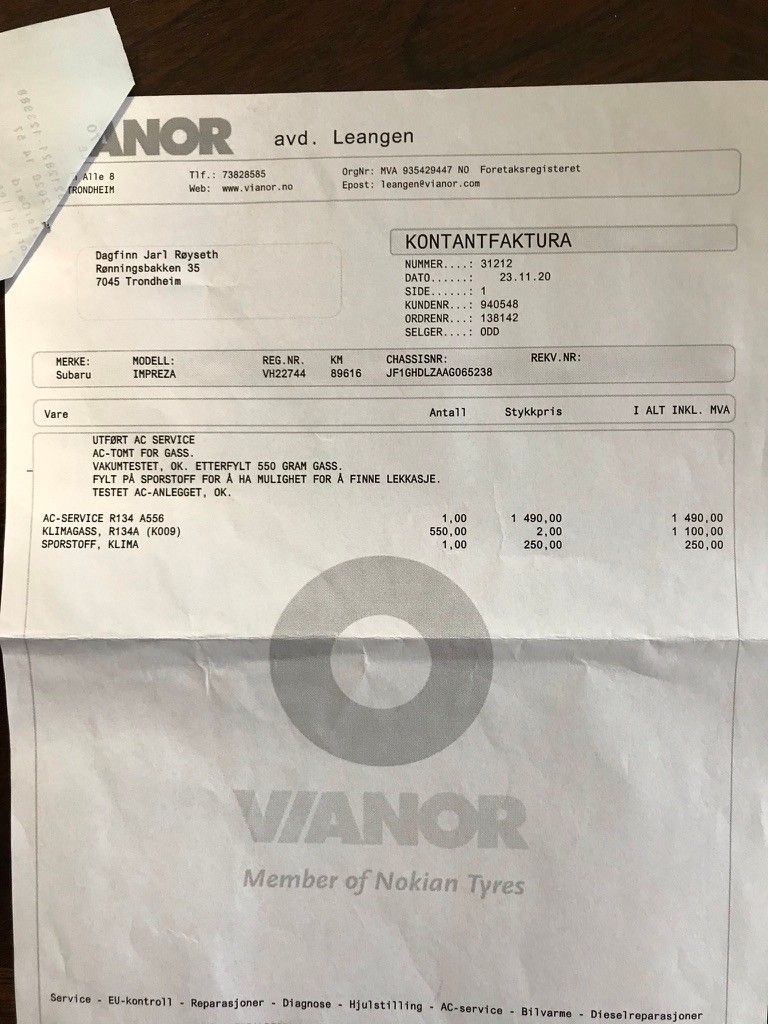 VIANOR avd. Leangen
Alle 8 Tlf.: 73828585 OrgNr: MVA 935429447 NO Foretaksregisteret
TRONDHEIM Web: www.vianor.no Epost: leangen@vianor.com
Dagfinn Jarl Røyseth
Rønningsbakken 35
7045 Trondheim
KONTANTFAKTURA
NUMMER....: 31212
DATO......: 23.11.20
SIDE......: 1
KUNDENR...: 940548
ORDRENR...: 138142
SELGER....: ODD
MERKE: MODELL: REG.NR. KM CHASSISNR: REKV.NR:
Subaru IMPREZA VH22744 89616 JF1GHDLZAAG065238
Vare Antall Stykkpris I ALT INKL. MVA
UTFØRT AC SERVICE
AC-TOMT FOR GASS.
VAKUMTESTET, OK. ETTERFYLT 550 GRAM GASS.
FYLT PÅ SPORSTOFF FOR Å HA MULIGHET FOR Å FINNE LEKKASJE.
TESTET AC-ANLEGGET, OK.
AC-SERVICE R134 A556 1,00 1 490,00 1 490,00
KLIMAGASS, R134A (K009) 550,00 2,00 1 100,00
SPORSTOFF, KLIMA 1,00 250,00 250,00
VIANOR
Member of Nokian Tyres
Service - EU-kontroll - Reparasjoner - Diagnose - Hjulstilling - AC-service - Bilvarme - Dieselreparasjoner